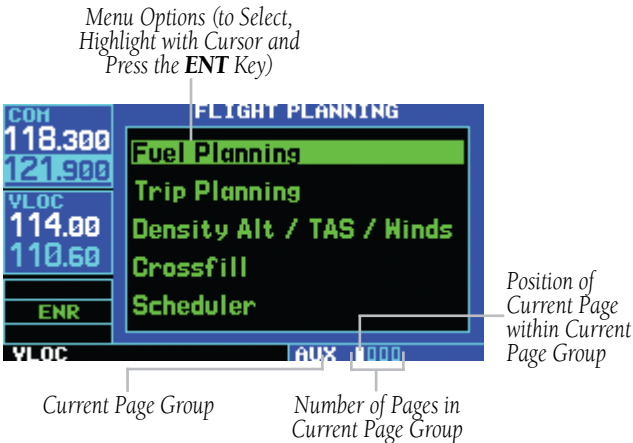 Menu Options (to Select,
Highlight with Cursor and
Press the ENT Key)
COM
118.300
121.900
VLOC
114.00
110.60
ENR
VLOC
FLIGHT PLANNING
Fuel Planning
Trip Planning
Density Alt / TAS / Winds
Crossfill
Scheduler
AUX
Position of
Current Page
within Current
Page Group
Current Page Group
Number of Pages in
Current Page Group